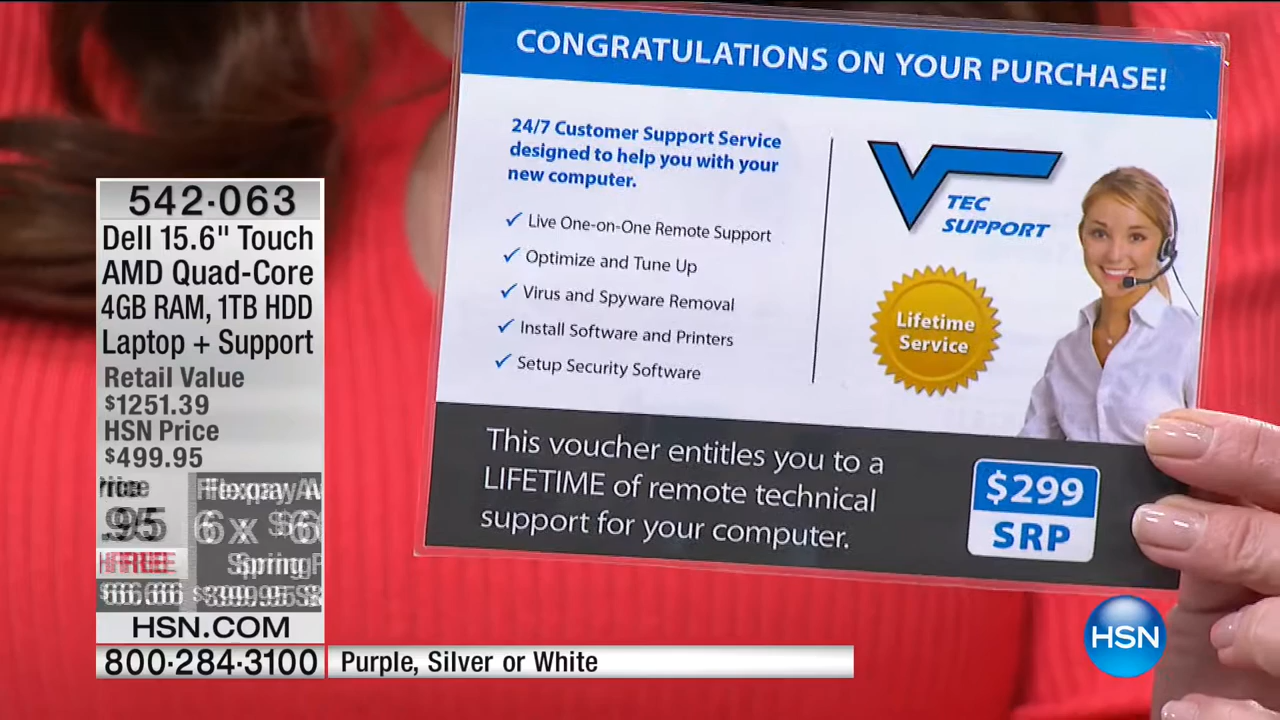 CONGRATULATIONS ON YOUR PURCHASE!
24/7 Customer Support Service
designed to help you with your
new computer.
✓ Live One-on-One Remote Support
✓ Optimize and Tune Up
✓ Virus and Spyware Removal
✓ Install Software and Printers
✓ Setup Security Software
V
TEC
SUPPORT
Lifetime
Service
This voucher entitles you to a
LIFETIME of remote technical
support for your computer.
$299
SRP
542-063
Dell 15.6" Touch
AMD Quad-Core
4GB RAM, 1TB HDD
Laptop + Support
Retail Value
$1251.39
HSN Price
$499.95
.95
6 x
Spring
HSN.COM
800-284-3100
Purple, Silver or White
HSN